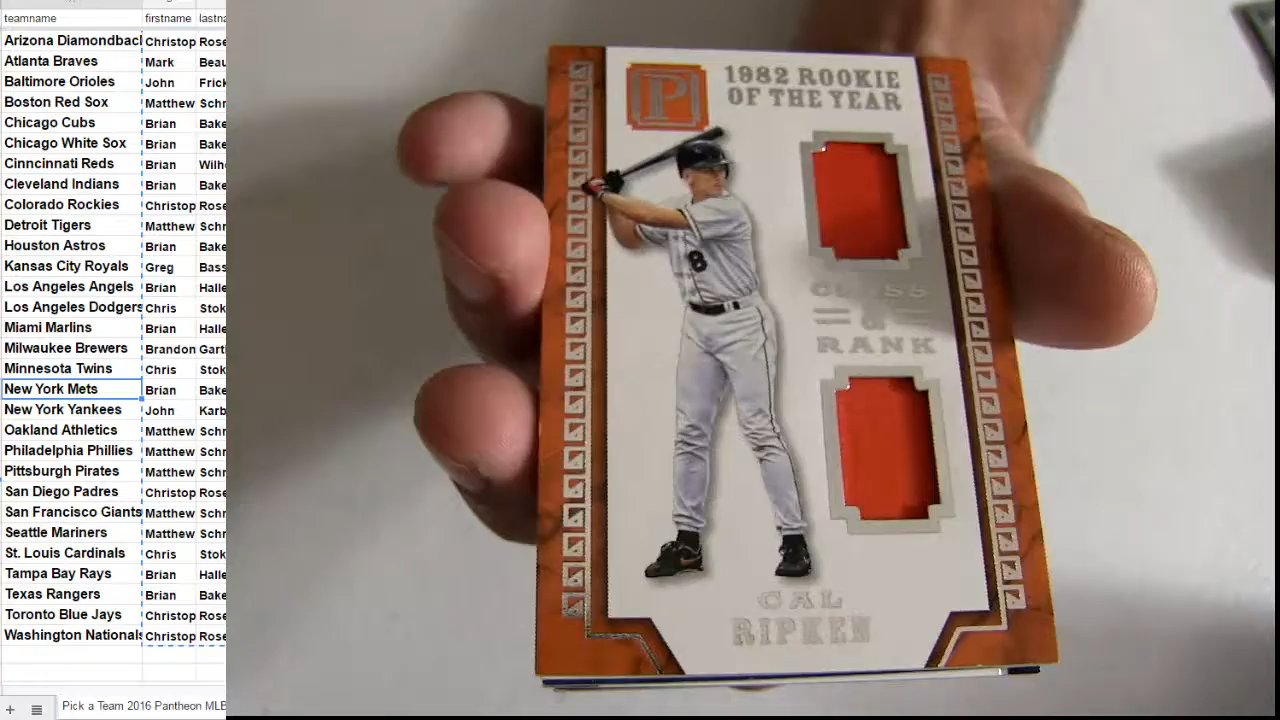 teamname firstname lastna
Arizona Diamondbac Christop Rose
Atlanta Braves Mark Beau
Baltimore Orioles John Frick
Boston Red Sox Matthew Schr
Chicago Cubs Brian Bake
Chicago White Sox Brian Bake
Cinncinnati Reds Brian Wilh
Cleveland Indians Brian Bake
Colorado Rockies Christop Rose
Detroit Tigers Matthew Schr
Houston Astros Brian Bake
Kansas City Royals Greg Bass
Los Angeles Angels Brian Halle
Los Angeles Dodgers Chris Stok
Miami Marlins Brian Halle
Milwaukee Brewers Brandon Gart
Minnesota Twins Chris Stok
New York Mets Brian Bake
New York Yankees John Karb
Oakland Athletics Matthew Schr
Philadelphia Phillies Matthew Schr
Pittsburgh Pirates Matthew Schr
San Diego Padres Christop Rose
San Francisco Giants Matthew Schr
Seattle Mariners Matthew Schr
St. Louis Cardinals Chris Stok
Tampa Bay Rays Brian Halle
Texas Rangers Brian Bake
Toronto Blue Jays Christop Rose
Washington Nationals Christop Rose
Pick a Team 2016 Pantheon MLB
P
1982 ROOKIE
OF THE YEAR
8
CLASS
&
RANK
CAL
RIPKEN